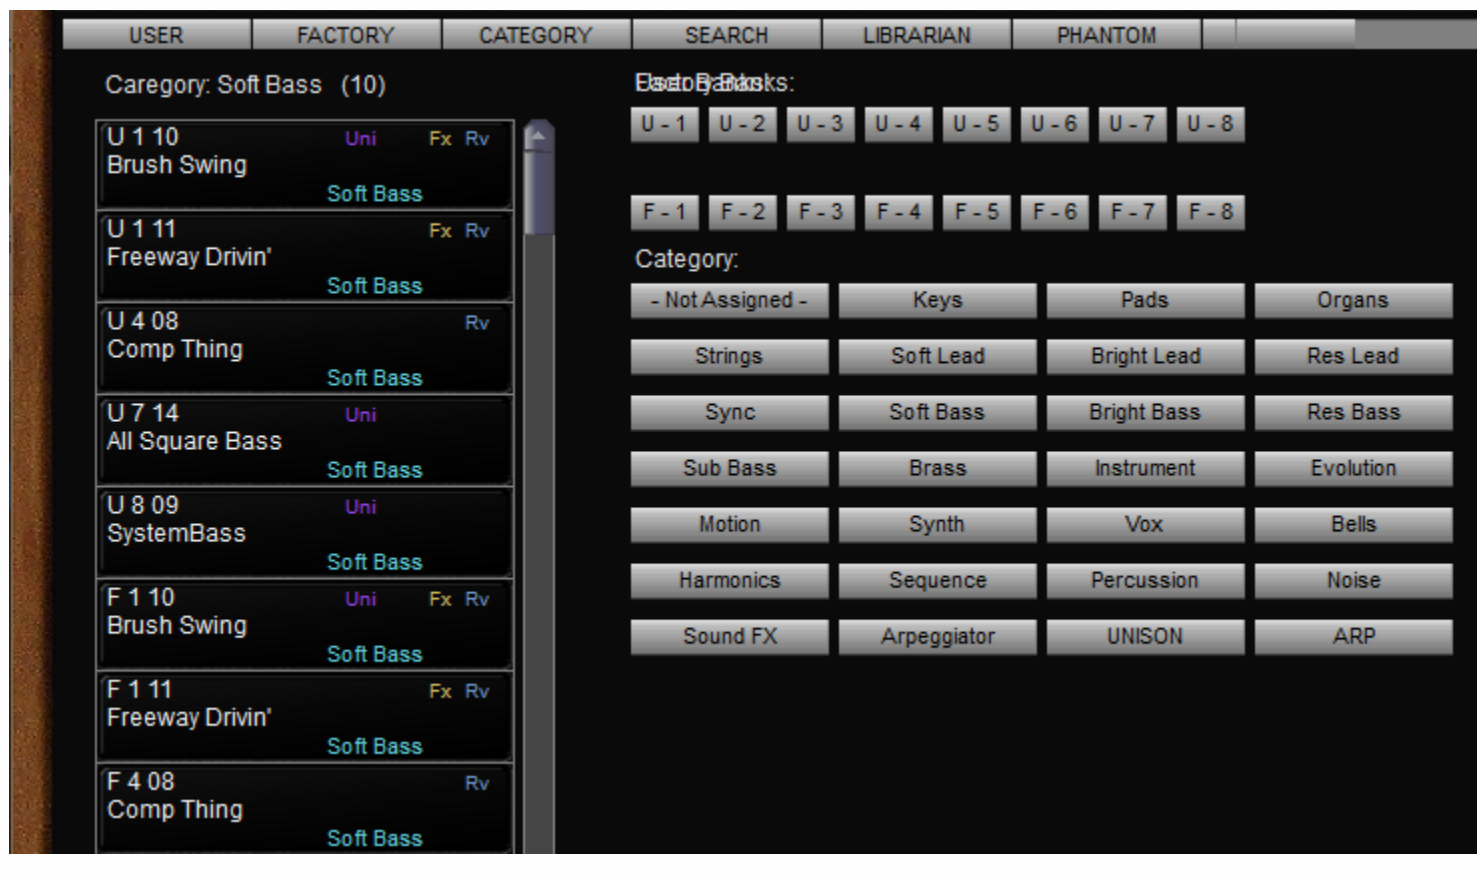 USER FACTORY CATEGORY SEARCH LIBRARIAN PHANTOM
Caregory: Soft Bass (10)
U 1 10 Uni Fx Rv
Brush Swing
Soft Bass
U 1 11 Fx Rv
Freeway Drivin'
Soft Bass
U 4 08 Rv
Comp Thing
Soft Bass
U 7 14 Uni
All Square Bass
Soft Bass
U 8 09 Uni
SystemBass
Soft Bass
F 1 10 Uni Fx Rv
Brush Swing
Soft Bass
F 1 11 Fx Rv
Freeway Drivin'
Soft Bass
F 4 08 Rv
Comp Thing
Soft Bass
U - 1 U - 2 U - 3 U - 4 U - 5 U - 6 U - 7 U - 8
F - 1 F - 2 F - 3 F - 4 F - 5 F - 6 F - 7 F - 8
Category:
- Not Assigned - Keys Pads Organs
Strings Soft Lead Bright Lead Res Lead
Sync Soft Bass Bright Bass Res Bass
Sub Bass Brass Instrument Evolution
Motion Synth Vox Bells
Harmonics Sequence Percussion Noise
Sound FX Arpeggiator UNISON ARP